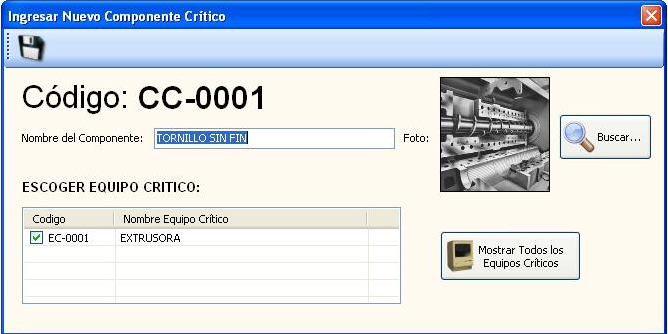 Ingresar Nuevo Componente Crítico
Código: CC-0001
Nombre del Componente: TORNILLO SIN FIN Foto: Buscar...
ESCOGER EQUIPO CRITICO:
Codigo Nombre Equipo Crítico
EC-0001 EXTRUSORA
Mostrar Todos los
Equipos Críticos